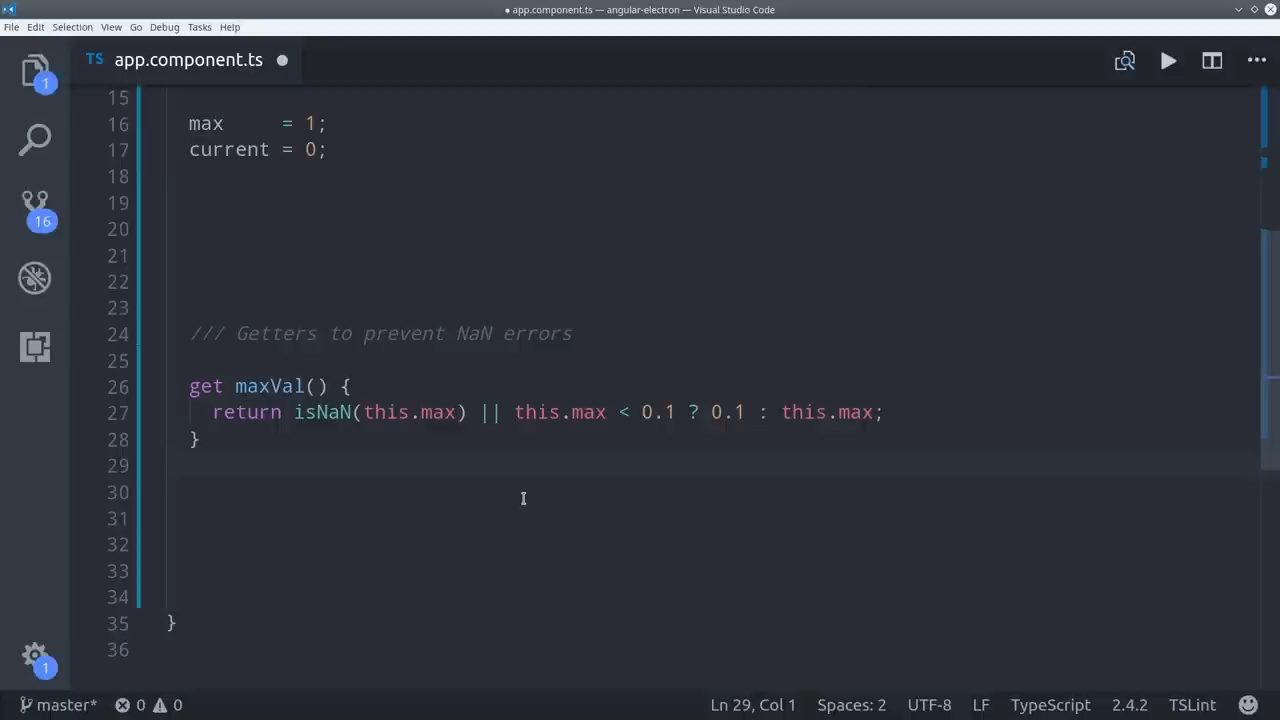 ● app.component.ts — angular-electron — Visual Studio Code
File Edit Selection View Go Debug Tasks Help
1 TS app.component.ts ●
15
16 max     = 1;
17 current = 0;
18
19
20
16
21
22
23
24 /// Getters to prevent NaN errors
25
26 get maxVal() {
27   return isNaN(this.max) || this.max < 0.1 ? 0.1 : this.max;
28 }
29
30
31
32
33
34
35 }
36
1
master* 0 0 Ln 29, Col 1 Spaces: 2 UTF-8 LF TypeScript 2.4.2 TSLint